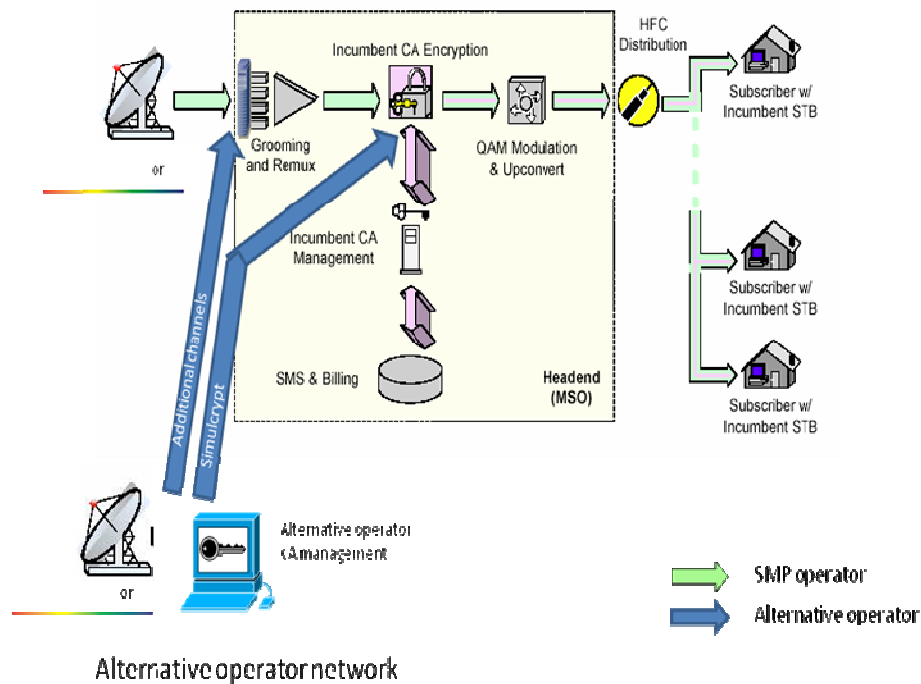 HFC
Distribution
Incumbent CA Encryption
Subscriber w/
Incumbent STB
or
Grooming
and Remux
QAM Modulation
& Upconvert
Incumbent CA
Management
Subscriber w/
Incumbent STB
SMS & Billing
Headend
(MSO)
Subscriber w/
Incumbent STB
Additional channels
Simulcrypt
Alternative operator
CA management
or
SMP operator
Alternative operator
Alternative operator network